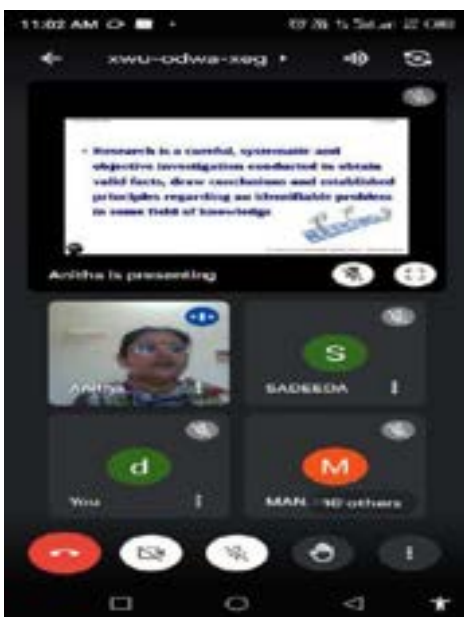 11:02 AM
xwu-odwa-xeg
• Research is a careful, systematic and
objective investigation conducted to obtain
valid facts, draw conclusions and established
principles regarding an identifiable problem
in some field of knowledge
Anitha is presenting
Anitha
S
SADEEDA
d
You
M
MAN... others